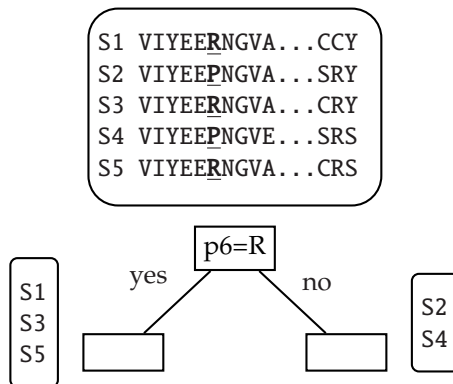 S1 VIYEERNGVA...CCY
S2 VIYEEPNGVA...SRY
S3 VIYEERNGVA...CRY
S4 VIYEEPNGVE...SRS
S5 VIYEERNGVA...CRS
p6=R
yes
no
S1
S3
S5
S2
S4